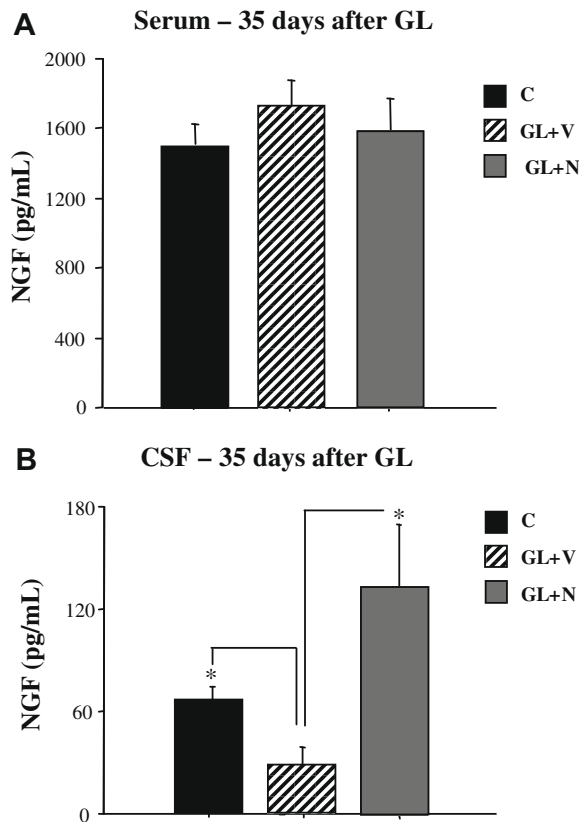 A
Serum – 35 days after GL
NGF (pg/mL)
2000
1600
1200
800
400
0
C
GL+V
GL+N
B
CSF – 35 days after GL
NGF (pg/mL)
180
120
60
0
*
*
C
GL+V
GL+N